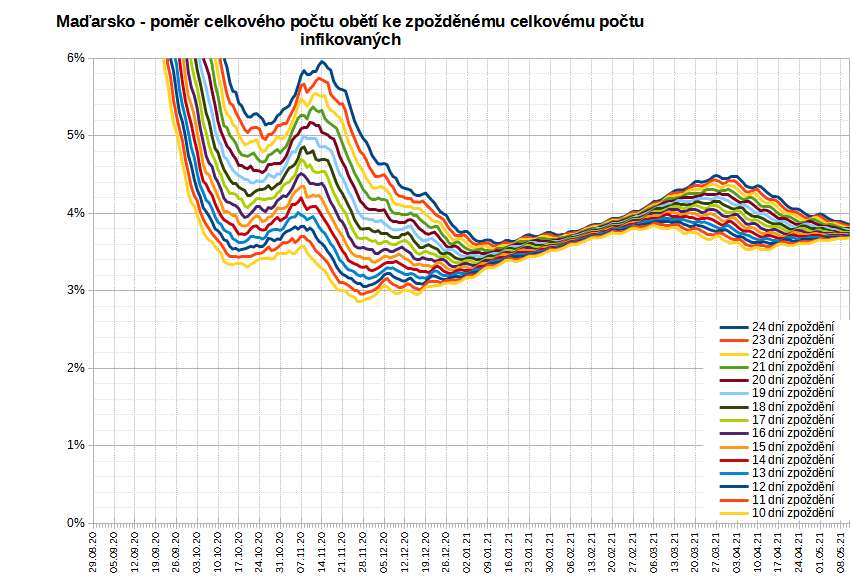 Maďarsko - poměr celkového počtu obětí ke zpožděnému celkovému počtu
infikovaných
6%
5%
4%
3%
2%
1%
0%
24 dní zpoždění
23 dní zpoždění
22 dní zpoždění
21 dní zpoždění
20 dní zpoždění
19 dní zpoždění
18 dní zpoždění
17 dní zpoždění
16 dní zpoždění
15 dní zpoždění
14 dní zpoždění
13 dní zpoždění
12 dní zpoždění
11 dní zpoždění
10 dní zpoždění
29.08.20
05.09.20
12.09.20
19.09.20
26.09.20
03.10.20
10.10.20
17.10.20
24.10.20
31.10.20
07.11.20
14.11.20
21.11.20
28.11.20
05.12.20
12.12.20
19.12.20
26.12.20
02.01.21
09.01.21
16.01.21
23.01.21
30.01.21
06.02.21
13.02.21
20.02.21
27.02.21
06.03.21
13.03.21
20.03.21
27.03.21
03.04.21
10.04.21
17.04.21
24.04.21
01.05.21
08.05.21